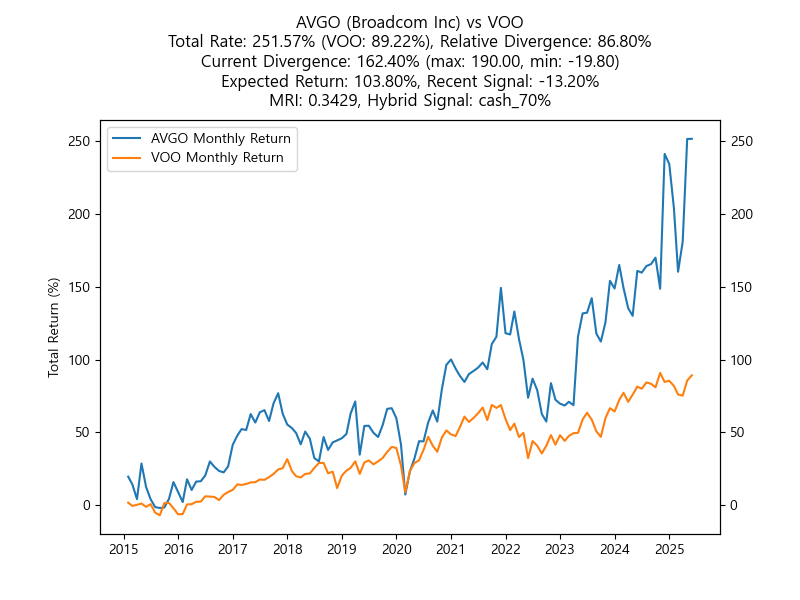 AVGO (Broadcom Inc) vs VOO
Total Rate: 251.57% (VOO: 89.22%), Relative Divergence: 86.80%
Current Divergence: 162.40% (max: 190.00, min: -19.80)
Expected Return: 103.80%, Recent Signal: -13.20%
MRI: 0.3429, Hybrid Signal: cash_70%
AVGO Monthly Return
VOO Monthly Return
Total Return (%)
250
200
150
100
50
0
250
200
150
100
50
0
2015 2016 2017 2018 2019 2020 2021 2022 2023 2024 2025